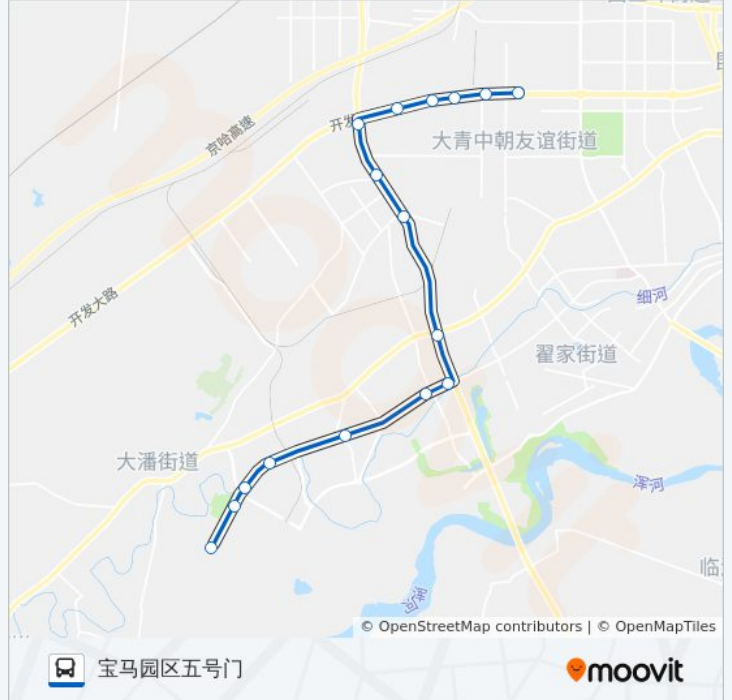 京哈高速
开发
大青中朝友谊街道
开发大路
细河
翟家街道
大潘街道
浑河
临
© OpenStreetMap contributors | © OpenMapTiles
宝马园区五号门
moovit